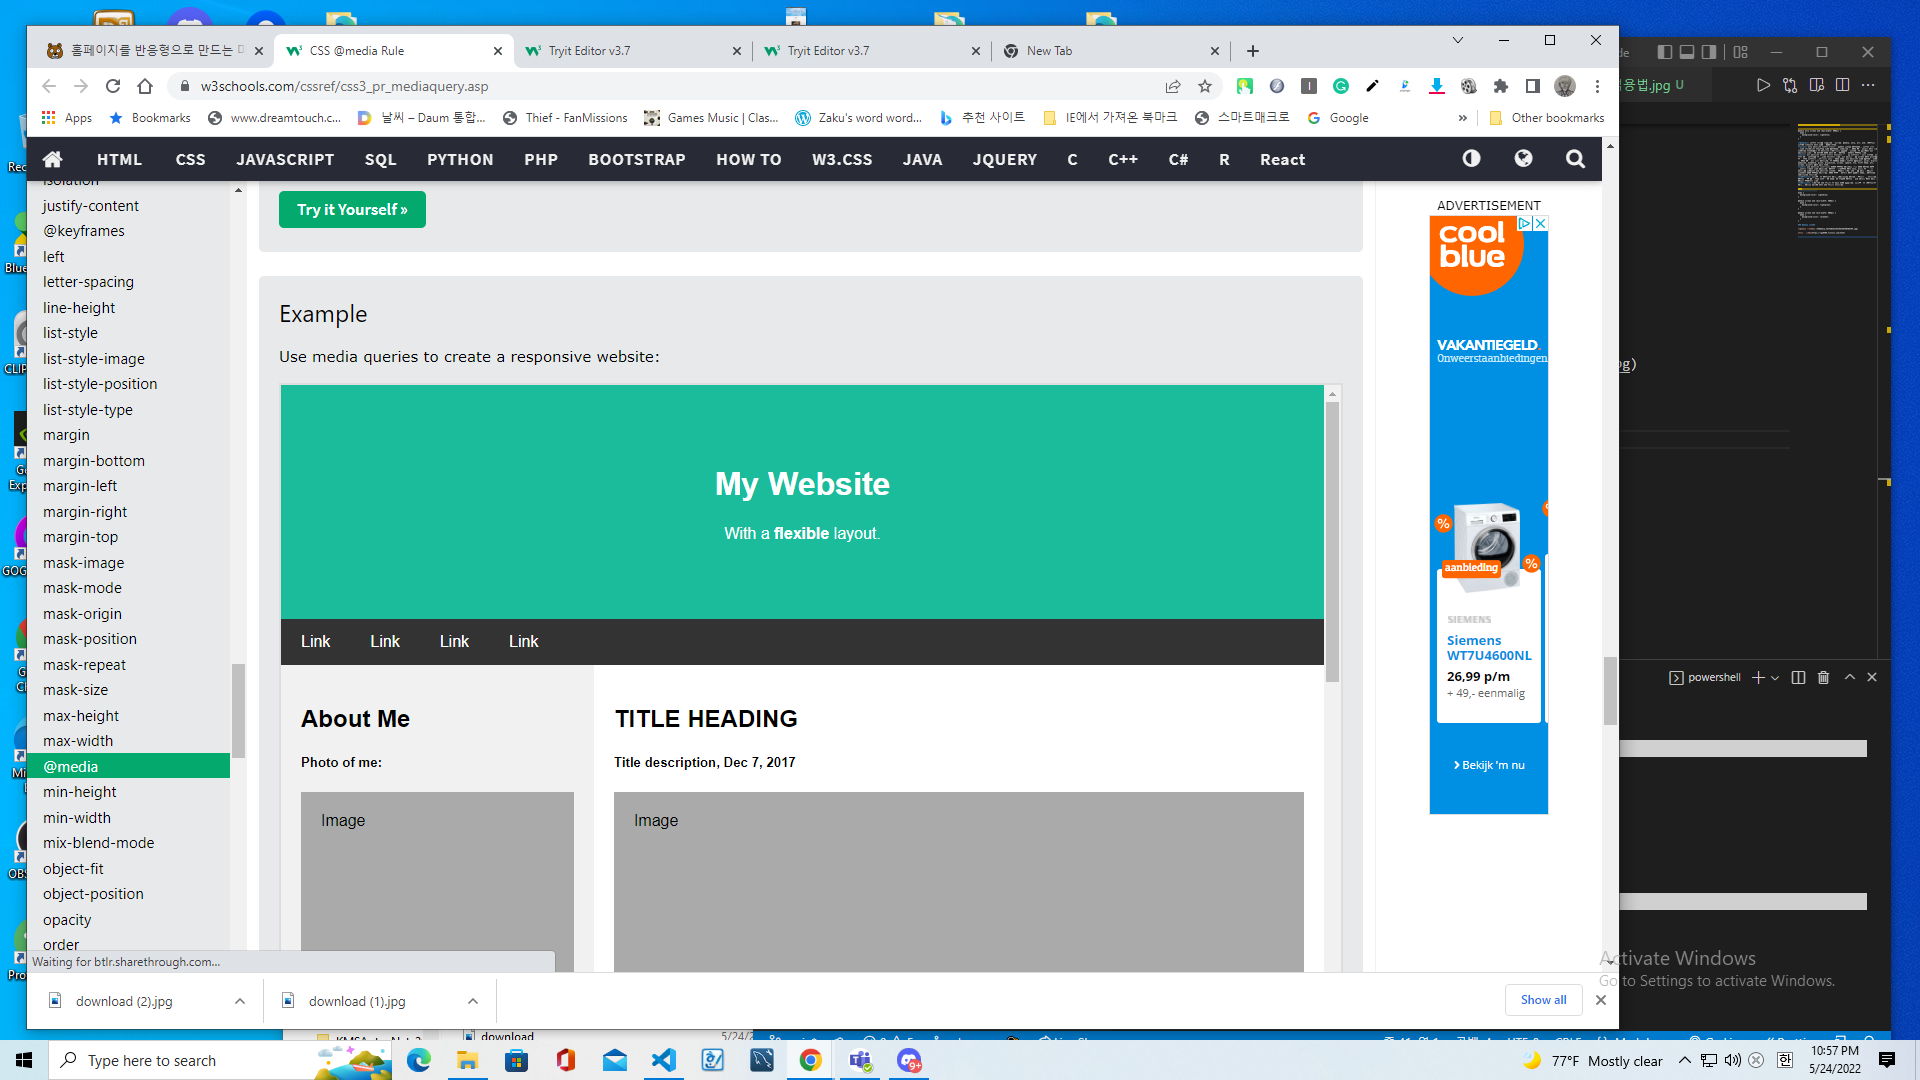 홈페이지를 반응형으로 만드는
CSS @media Rule
Tryit Editor v3.7
Tryit Editor v3.7
New Tab
w3schools.com/cssref/css3_pr_mediaquery.asp
Apps
Bookmarks
www.dreamtouch.c...
날씨 – Daum 통합...
Thief - FanMissions
Games Music | Clas...
Zaku's word word...
추천 사이트
IE에서 가져온 북마크
스마트매크로
Google
»
Other bookmarks
HTML
CSS
JAVASCRIPT
SQL
PYTHON
PHP
BOOTSTRAP
HOW TO
W3.CSS
JAVA
JQUERY
C
C++
C#
R
React
isolation
justify-content
@keyframes
left
letter-spacing
line-height
list-style
list-style-image
list-style-position
list-style-type
margin
margin-bottom
margin-left
margin-right
margin-top
mask-image
mask-mode
mask-origin
mask-position
mask-repeat
mask-size
max-height
max-width
@media
min-height
min-width
mix-blend-mode
object-fit
object-position
opacity
order
Try it Yourself »
Example
Use media queries to create a responsive website:
My Website
With a flexible layout.
Link
Link
Link
Link
About Me
Photo of me:
Image
TITLE HEADING
Title description, Dec 7, 2017
Image
ADVERTISEMENT
cool
blue
VAKANTIEGELD.
Onweerstaanbiedingen
%
%
aanbieding
SIEMENS
Siemens
WT7U4600NL
26,99 p/m
+ 49,- eenmalig
Bekijk 'm nu
용법.jpg U
pg)
powershell
Activate Windows
Go to Settings to activate Windows.
Waiting for btlr.sharethrough.com...
download (2).jpg
download (1).jpg
Show all
download
Type here to search
9+
77°F Mostly clear
한
10:57 PM
5/24/2022